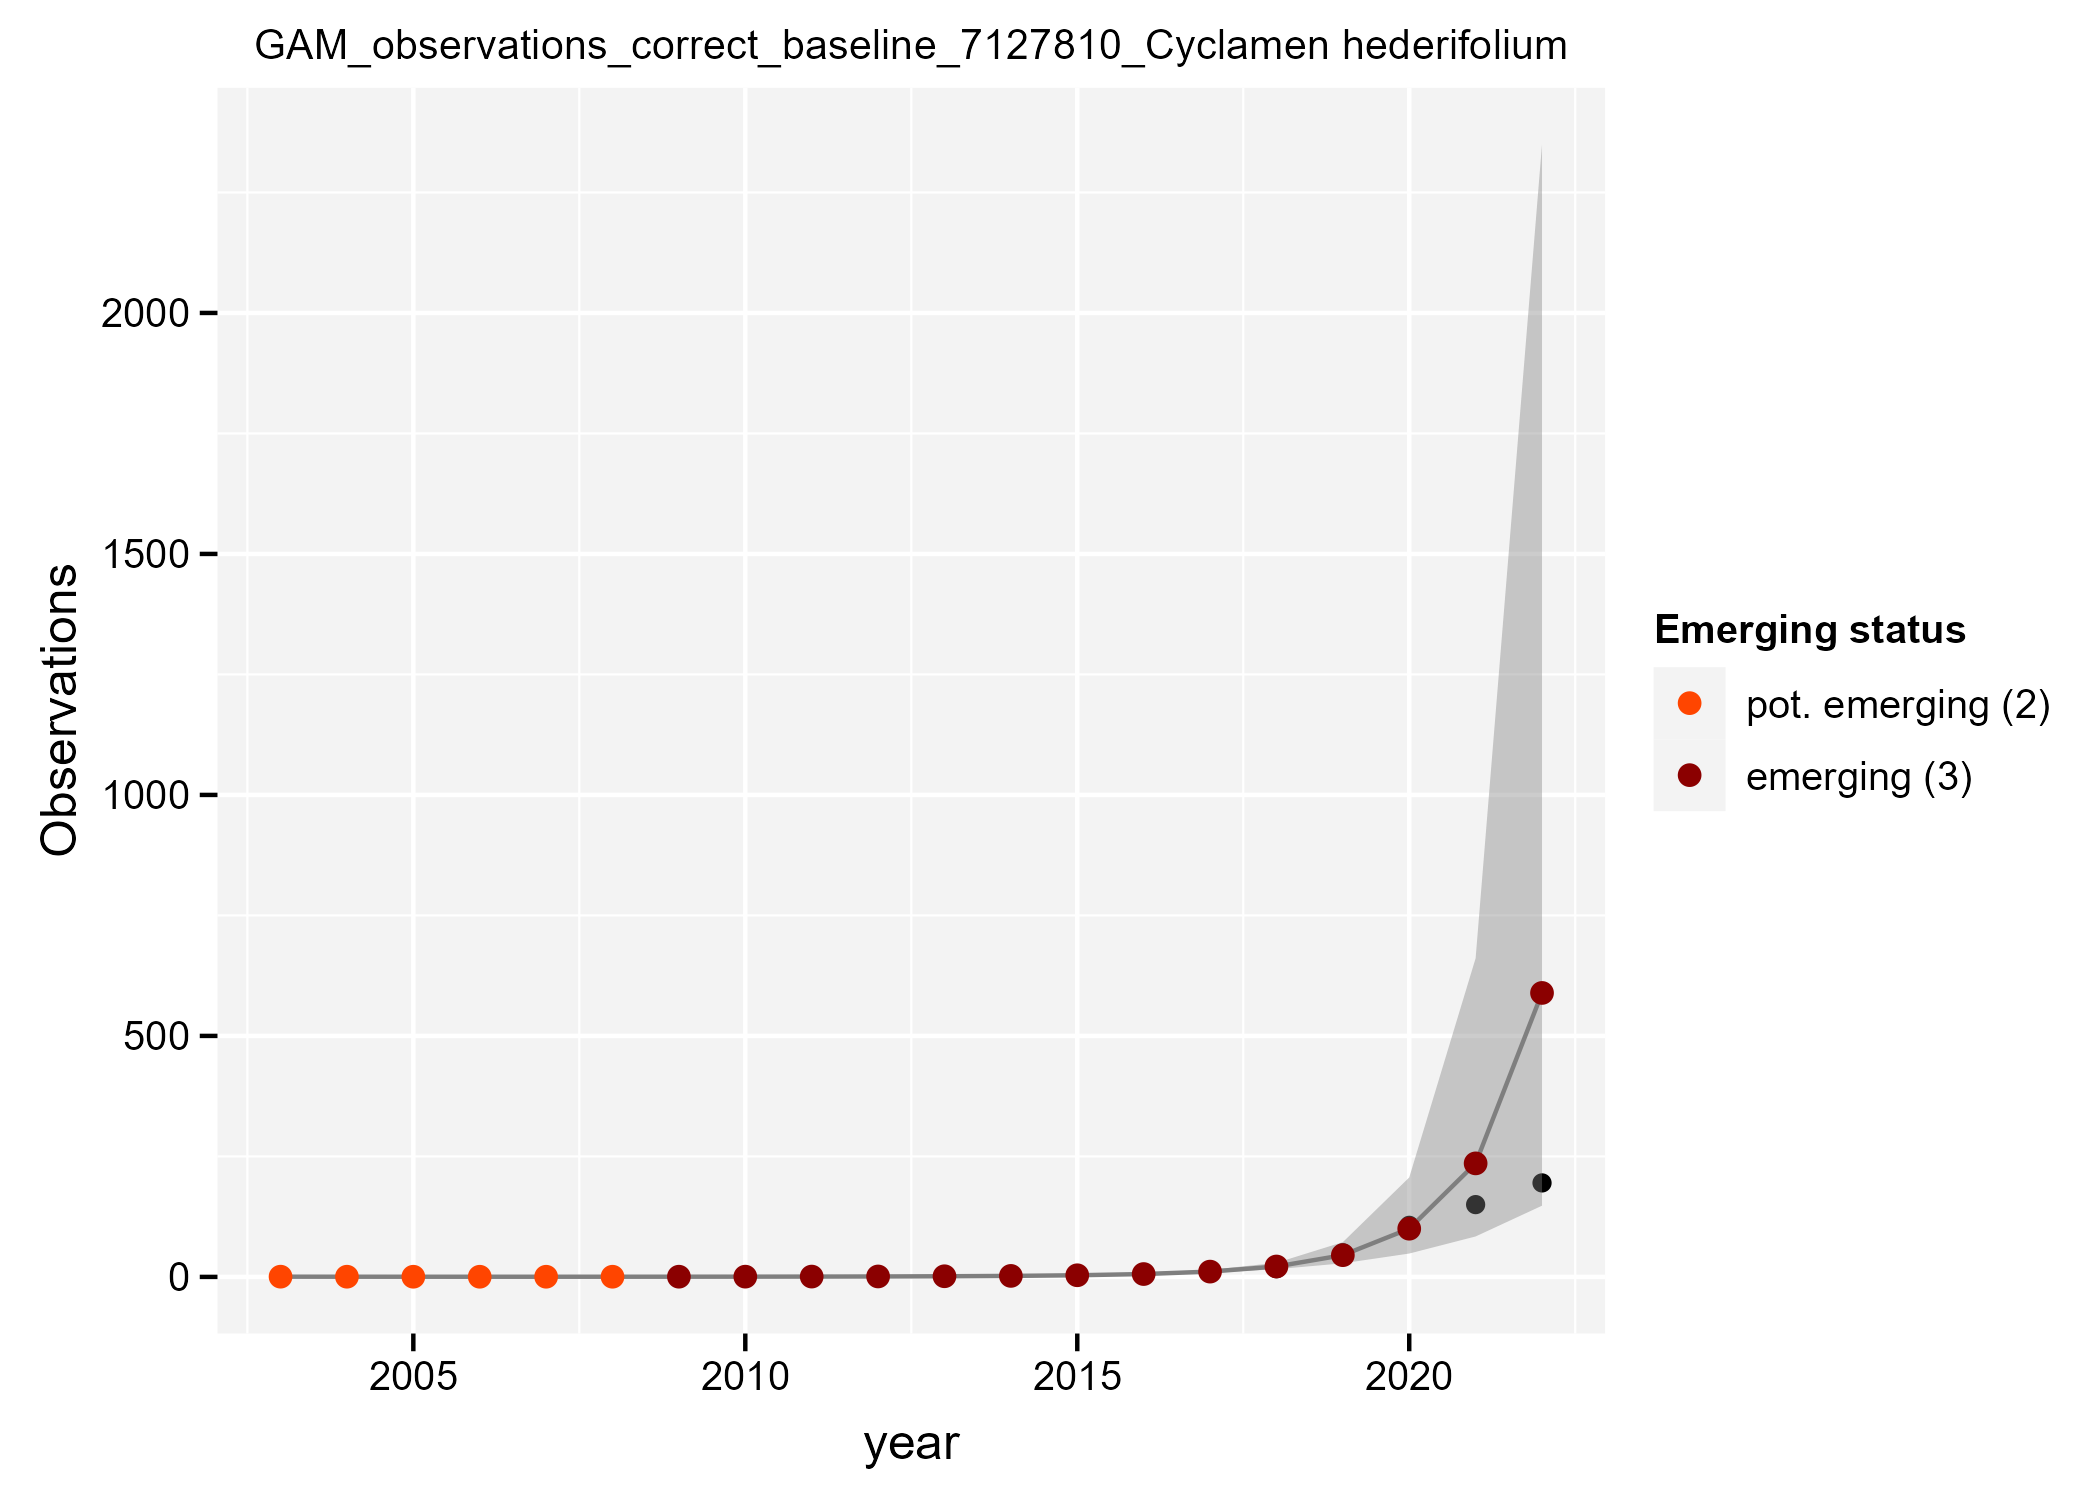 GAM_observations_correct_baseline_7127810_Cyclamen hederifolium
Observations
2000
1500
1000
500
0
2005
2010
2015
2020
year
Emerging status
pot. emerging (2)
emerging (3)